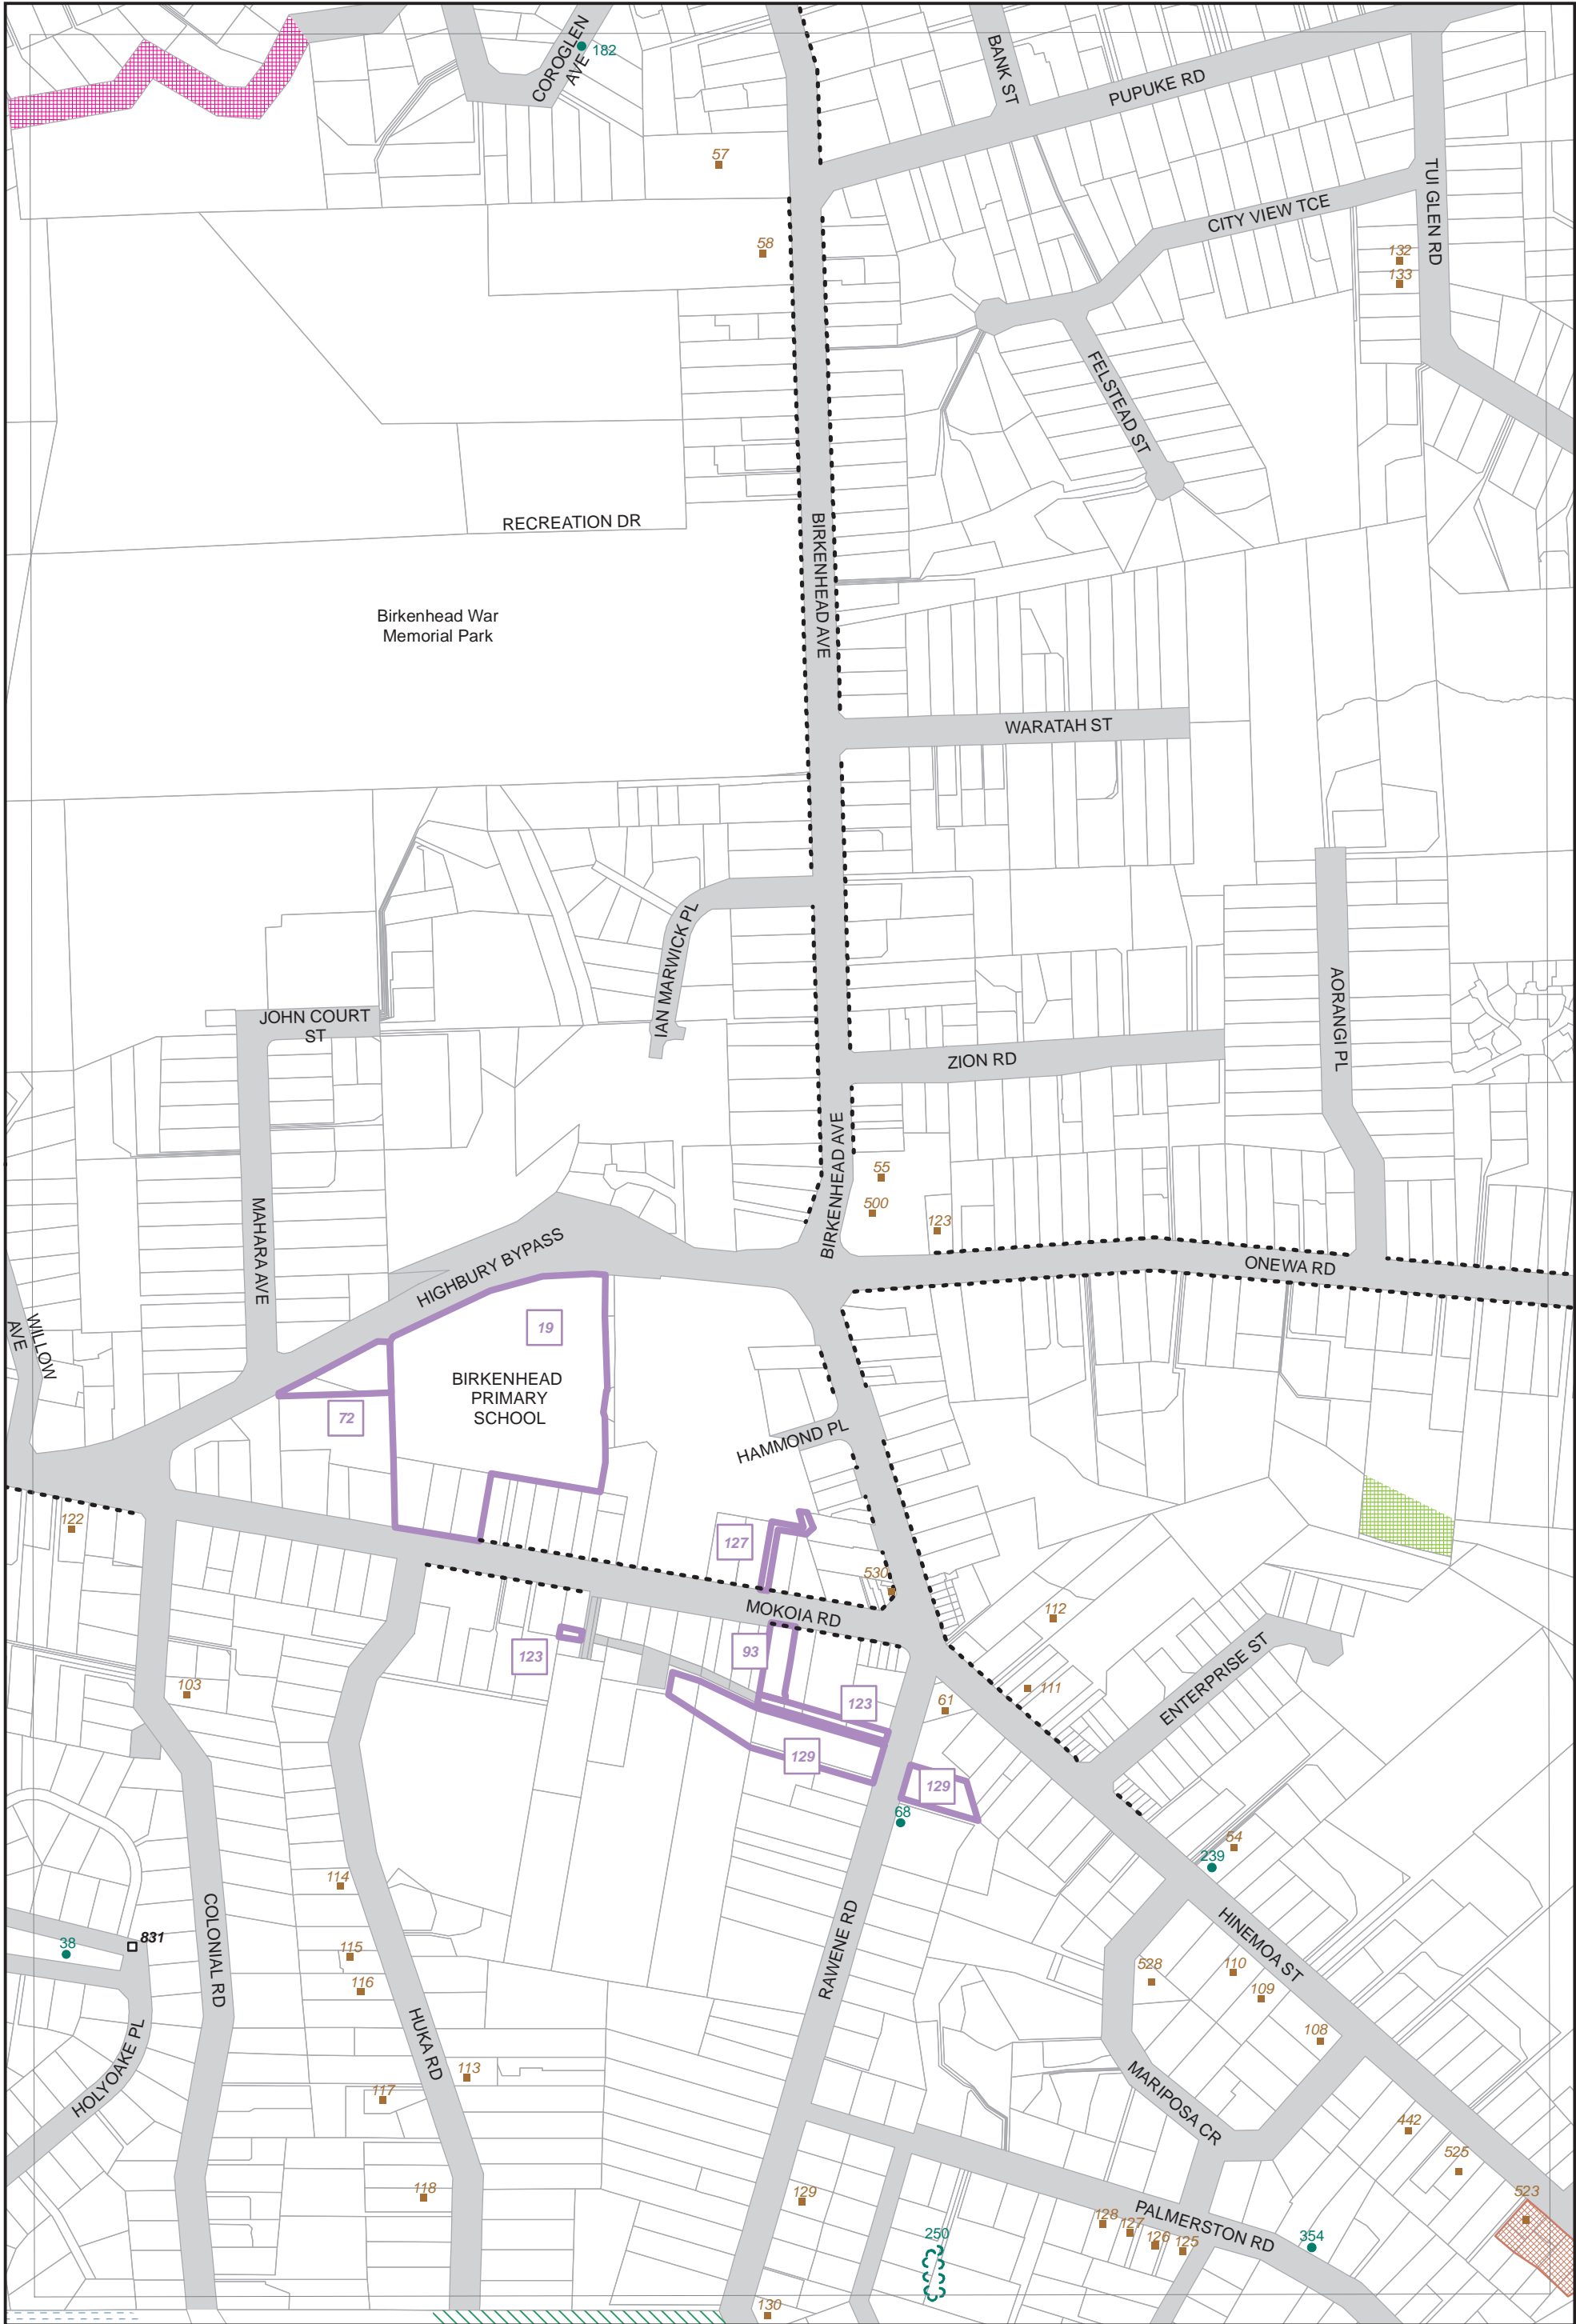 COROGLEN
AVE
182
BANK ST
PUPUKE RD
57
TUI GLEN RD
CITY VIEW TCE
58
132
133
FELSTEAD ST
RECREATION DR
BIRKENHEAD AVE
Birkenhead War
Memorial Park
WARATAH ST
IAN MARWICK PL
AORANGI PL
JOHN COURT
ST
ZION RD
BIRKENHEAD AVE
55
500
123
MAHARA AVE
HIGHBURY BYPASS
ONEWA RD
WILLOW
AVE
19
BIRKENHEAD
PRIMARY
SCHOOL
72
HAMMOND PL
122
127
530
MOKOIA RD
112
123
93
ENTERPRISE ST
103
111
61
123
129
129
68
54
239
114
COLONIAL RD
RAWENE RD
HINEMOA ST
831
38
115
116
528
110
109
108
HUKA RD
HOLYOAKE PL
113
117
MARIPOSA CR
442
525
118
129
523
PALMERSTON RD
128
127
126
125
250
354
130